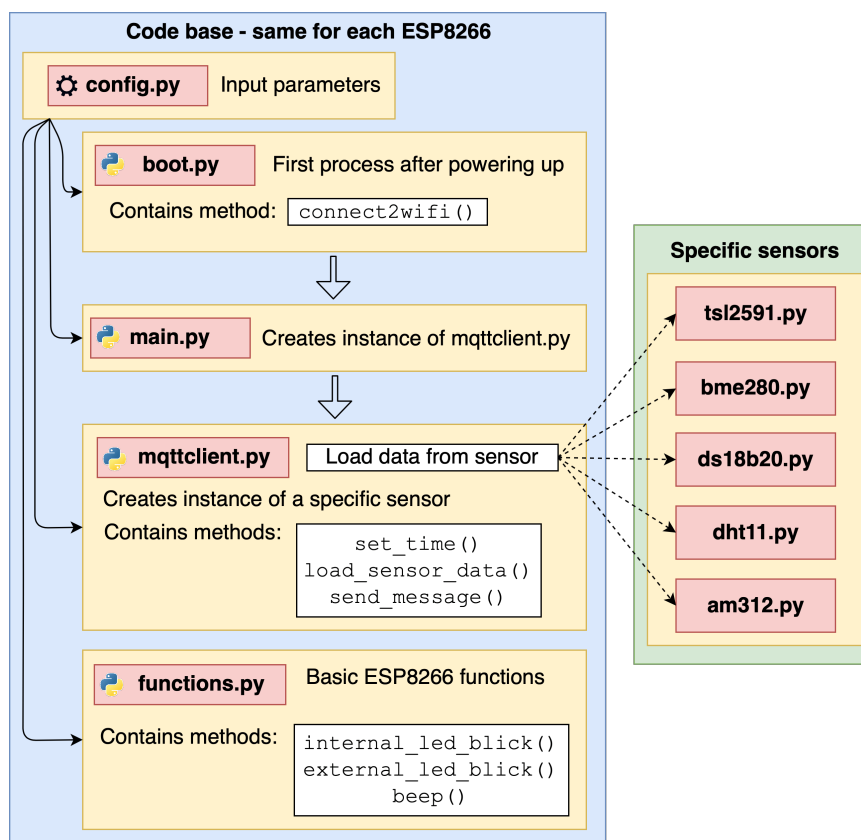 Code base - same for each ESP8266
config.py Input parameters
boot.py First process after powering up
Contains method: connect2wifi()
main.py Creates instance of mqttclient.py
mqttclient.py Load data from sensor
Creates instance of a specific sensor
Contains methods:
set_time()
load_sensor_data()
send_message()
functions.py Basic ESP8266 functions
Contains methods:
internal_led_blick()
external_led_blick()
beep()
Specific sensors
tsl2591.py
bme280.py
ds18b20.py
dht11.py
am312.py